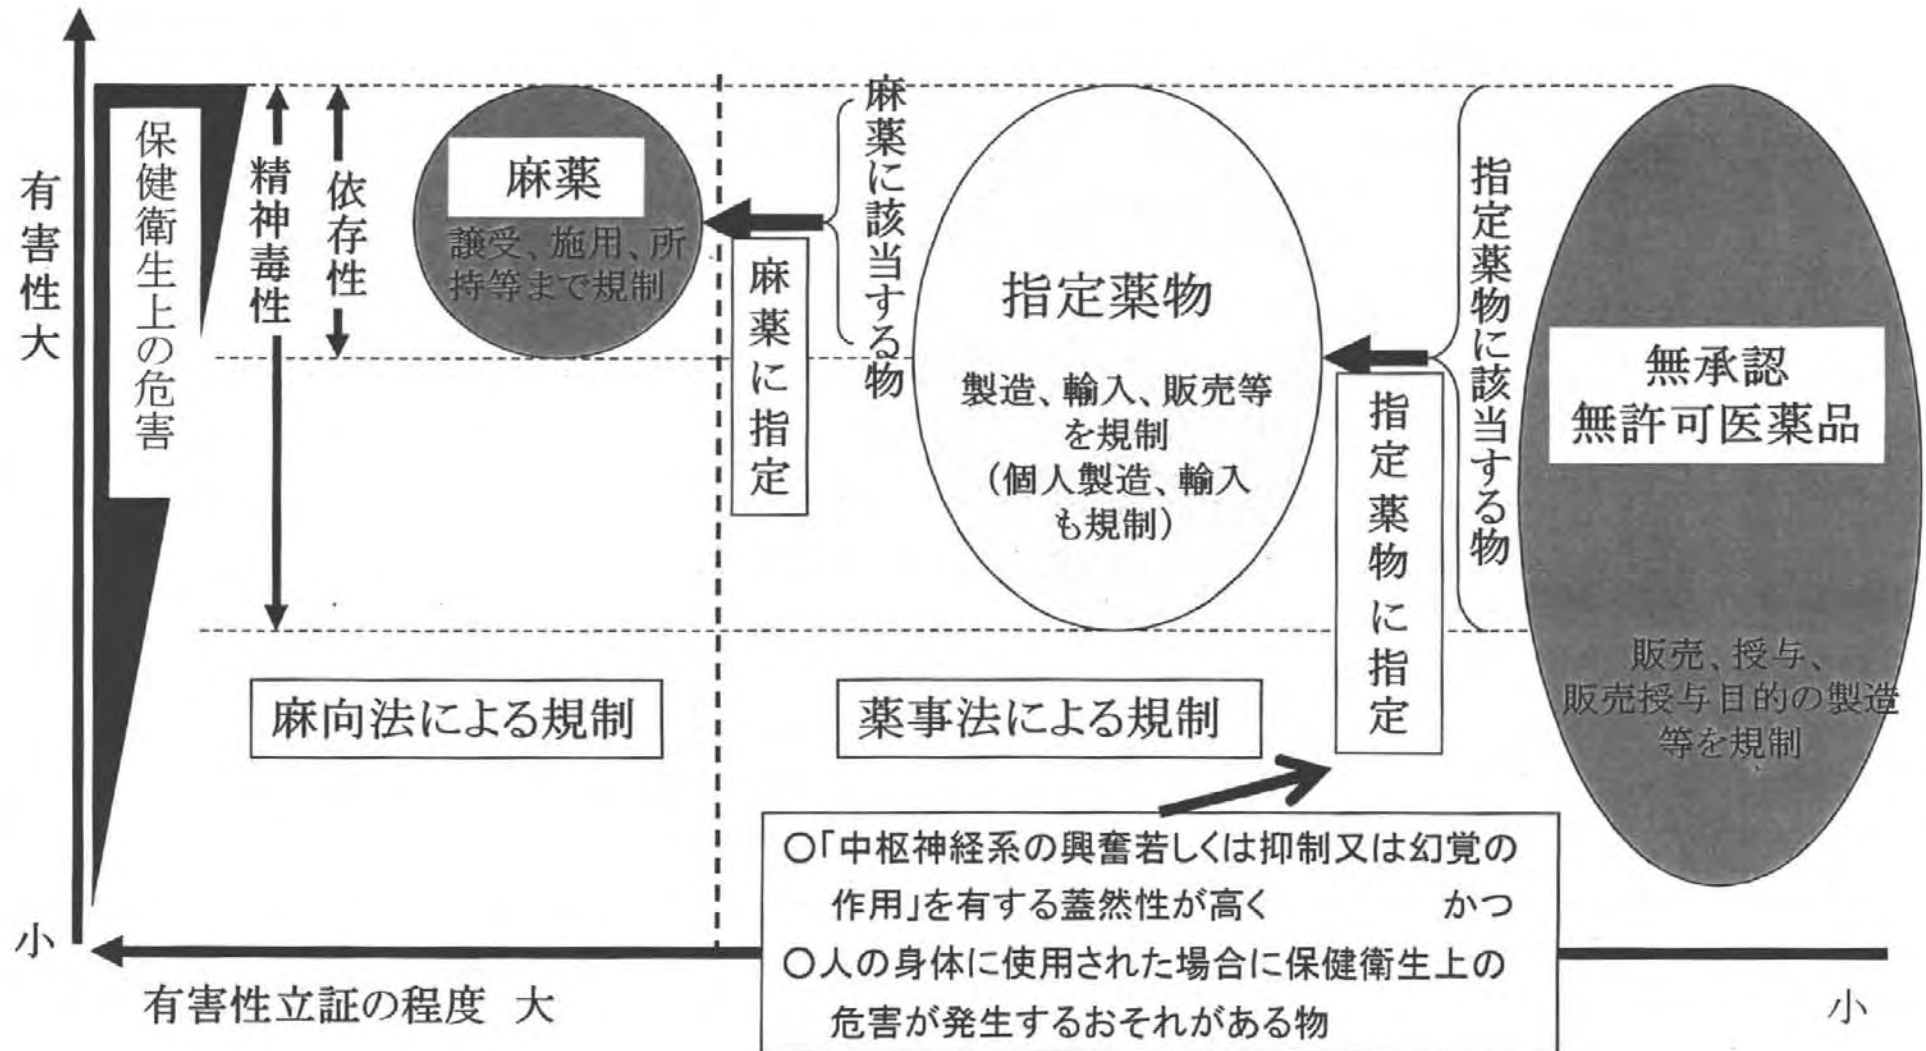 有害性大
小
保健衛生上の危害
精神毒性
依存性
麻薬
譲受、施用、所
持等まで規制
麻薬に指定
麻薬に該当する物
指定薬物
製造、輸入、販売等
を規制
(個人製造、輸入
も規制)
指定薬物に指定
指定薬物に該当する物
無承認
無許可医薬品
販売、授与、
販売授与目的の製造
等を規制
麻向法による規制
薬事法による規制
○「中枢神経系の興奮若しくは抑制又は幻覚の
作用」を有する蓋然性が高く かつ
○人の身体に使用された場合に保健衛生上の
危害が発生するおそれがある物
有害性立証の程度 大
小